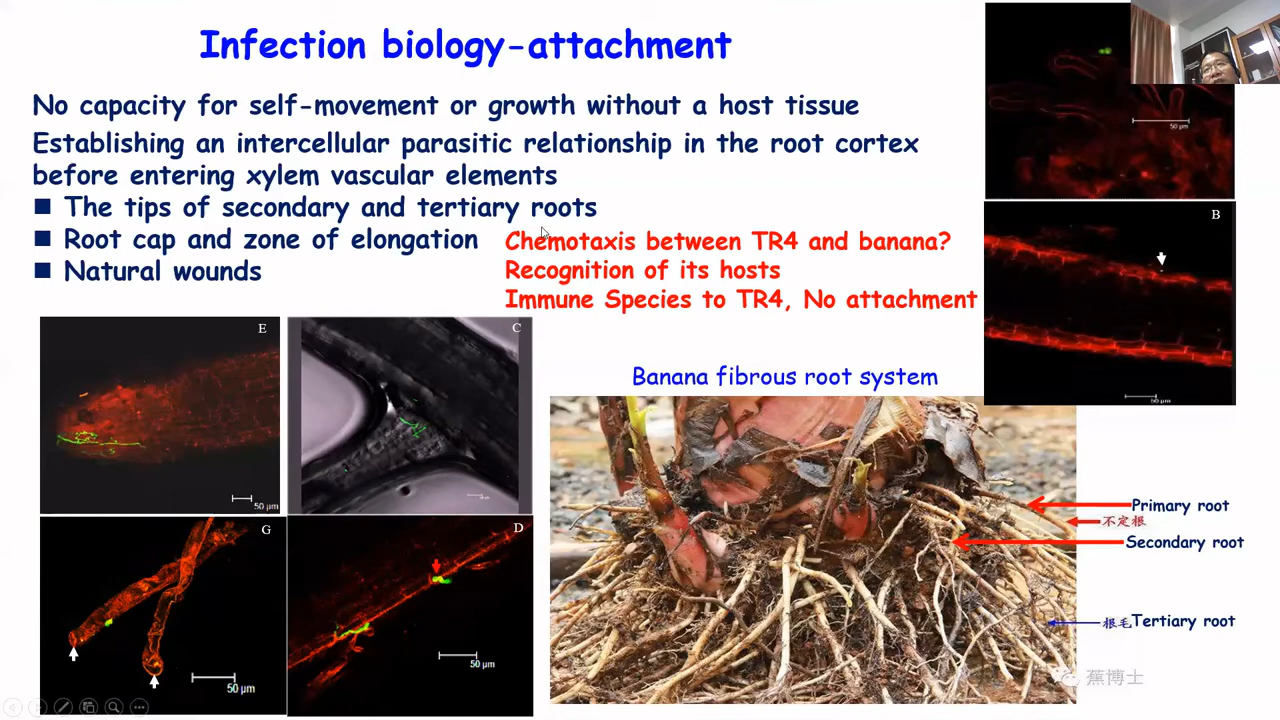 Infection biology-attachment
No capacity for self-movement or growth without a host tissue
Establishing an intercellular parasitic relationship in the root cortex
before entering xylem vascular elements
■ The tips of secondary and tertiary roots
■ Root cap and zone of elongation
■ Natural wounds
Chemotaxis between TR4 and banana?
Recognition of its hosts
Immune Species to TR4, No attachment
50 µm
B
50 µm
E
50 µm
C
G
50 µm
D
50 µm
Banana fibrous root system
Primary root
不定根
Secondary root
根毛Tertiary root
蕉博士